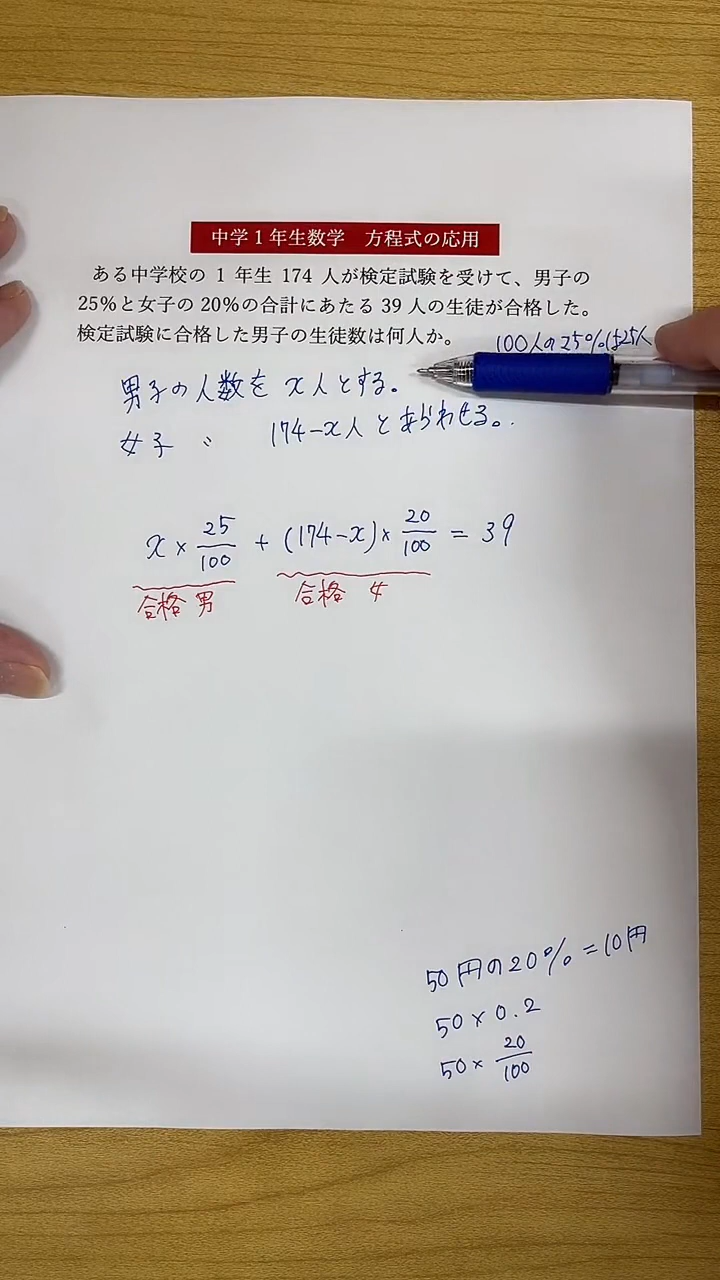 中学1年生数学 方程式の応用
ある中学校の1年生174人が検定試験を受けて、男子の
25%と女子の20%の合計にあたる39人の生徒が合格した。
検定試験に合格した男子の生徒数は何人か。
100人の25%は25人
男子の人数を x人とする。
女子 〃 174-x人とあらわせる。
x × 25/100 + (174-x) × 20/100 = 39
合格 男 合格 女
50円の20% = 10円
50 × 0.2
50 × 20/100